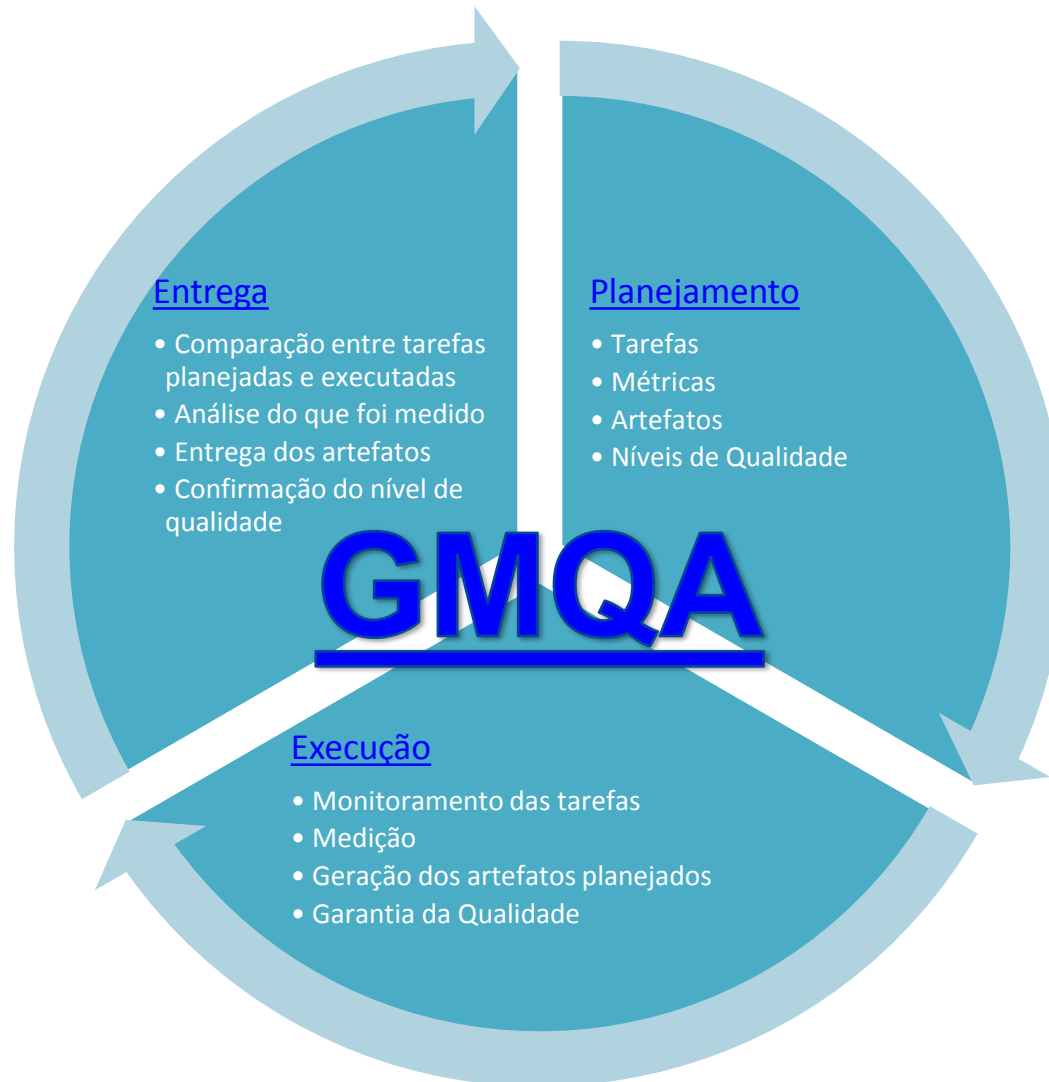 Entrega
• Comparação entre tarefas
planejadas e executadas
• Análise do que foi medido
• Entrega dos artefatos
• Confirmação do nível de
qualidade
Planejamento
• Tarefas
• Métricas
• Artefatos
• Níveis de Qualidade
GMQA
Execução
• Monitoramento das tarefas
• Medição
• Geração dos artefatos planejados
• Garantia da Qualidade